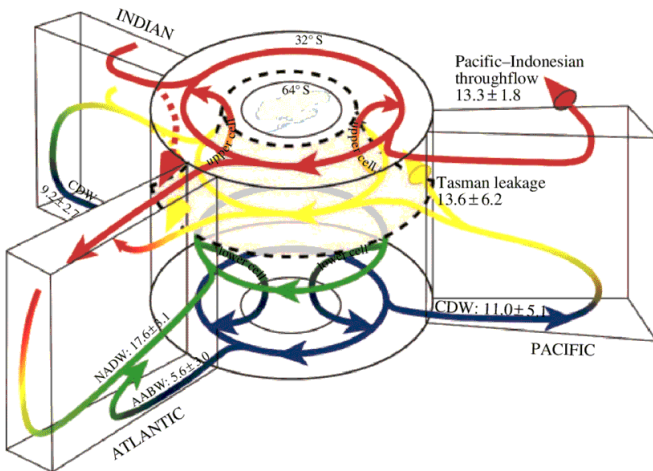 INDIAN
32° S
64° S
Pacific–Indonesian
throughflow
13.3 ± 1.8
upper cell
upper cell
Tasman leakage
13.6 ± 6.2
CDW
9.2±2.7
lower cell
lower cell
CDW: 11.0 ± 5.1
NADW: 17.6±3.1
AABW: 5.6±3.0
PACIFIC
ATLANTIC